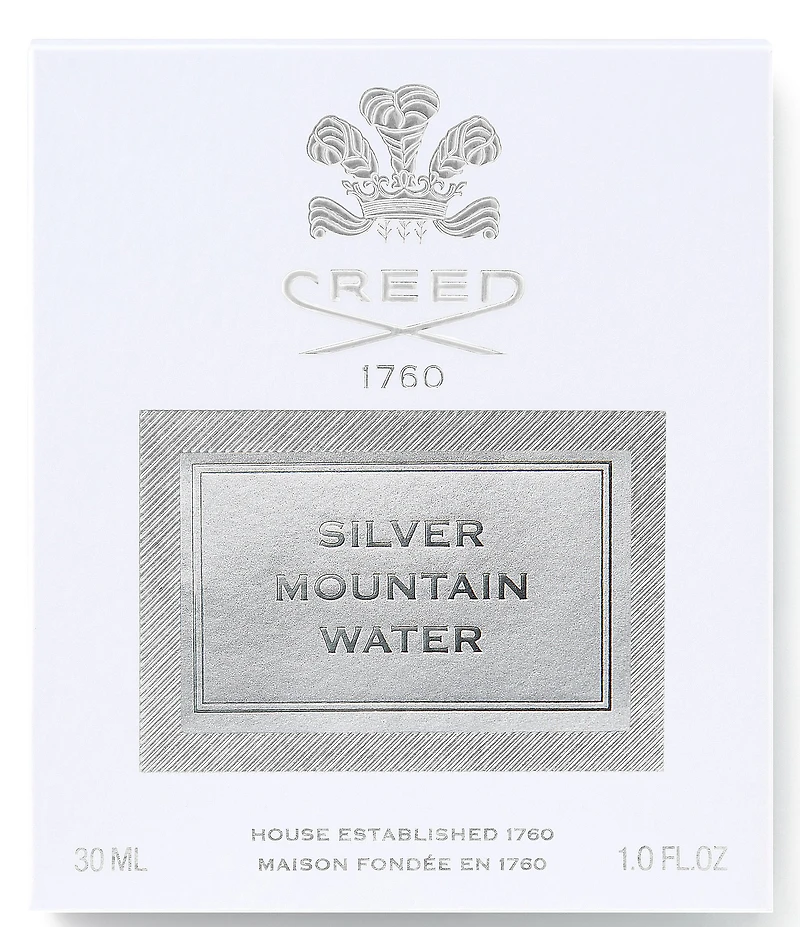 CREED
1760
SILVER
MOUNTAIN
WATER
HOUSE ESTABLISHED 1760
MAISON FONDÉE EN 1760
30 ML
1.0 FL.OZ